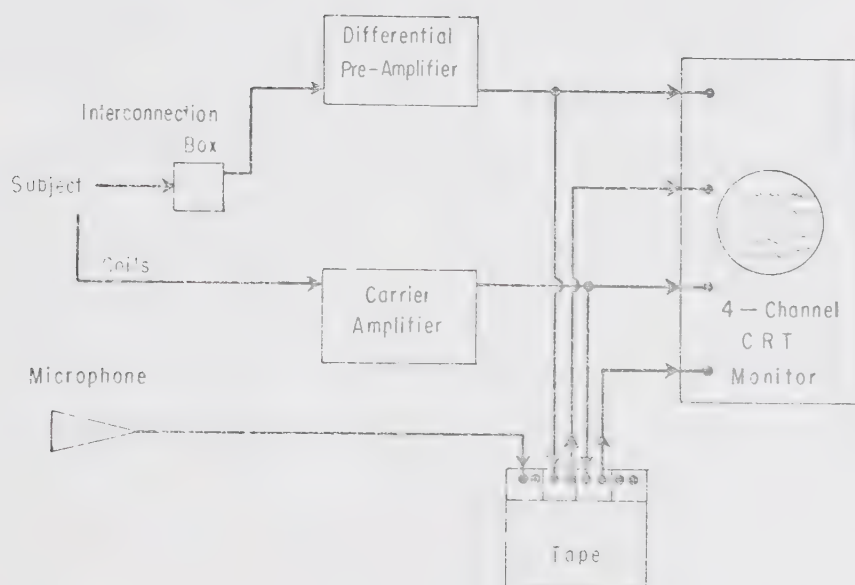 Differential
Pre-Amplifier
Interconnection
Box
Subject
Coils
Carrier
Amplifier
4 — Channel
CRT
Monitor
Microphone
Tape